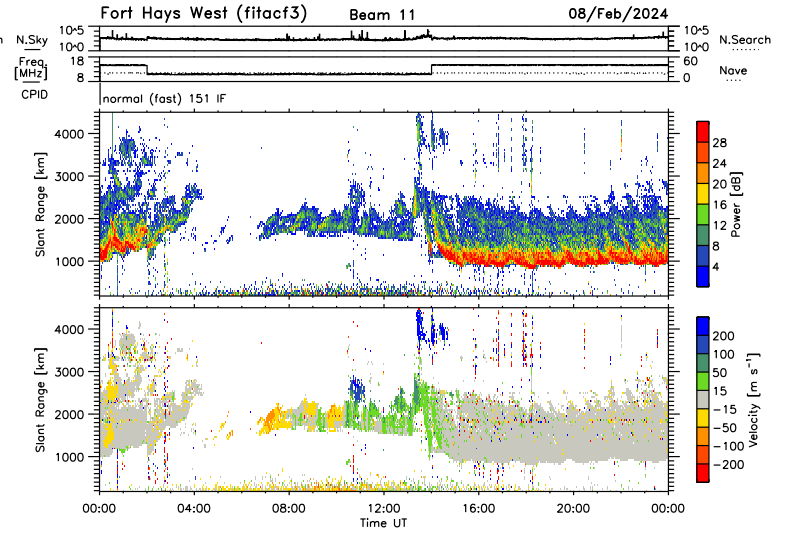 Fort Hays West (fitacf3) Beam 11 08/Feb/2024
n N.Sky 10^5 10^0 10^5 10^0 N.Search
Freq. [MHz] 18 8 60 0 Nave
CPID normal (fast) 151 IF
Slant Range [km] 4000 3000 2000 1000
28 24 20 16 12 8 4 Power [dB]
Slant Range [km] 4000 3000 2000 1000
200 100 50 15 -15 -50 -100 -200 Velocity [m s⁻¹]
00:00 04:00 08:00 12:00 16:00 20:00 00:00
Time UT